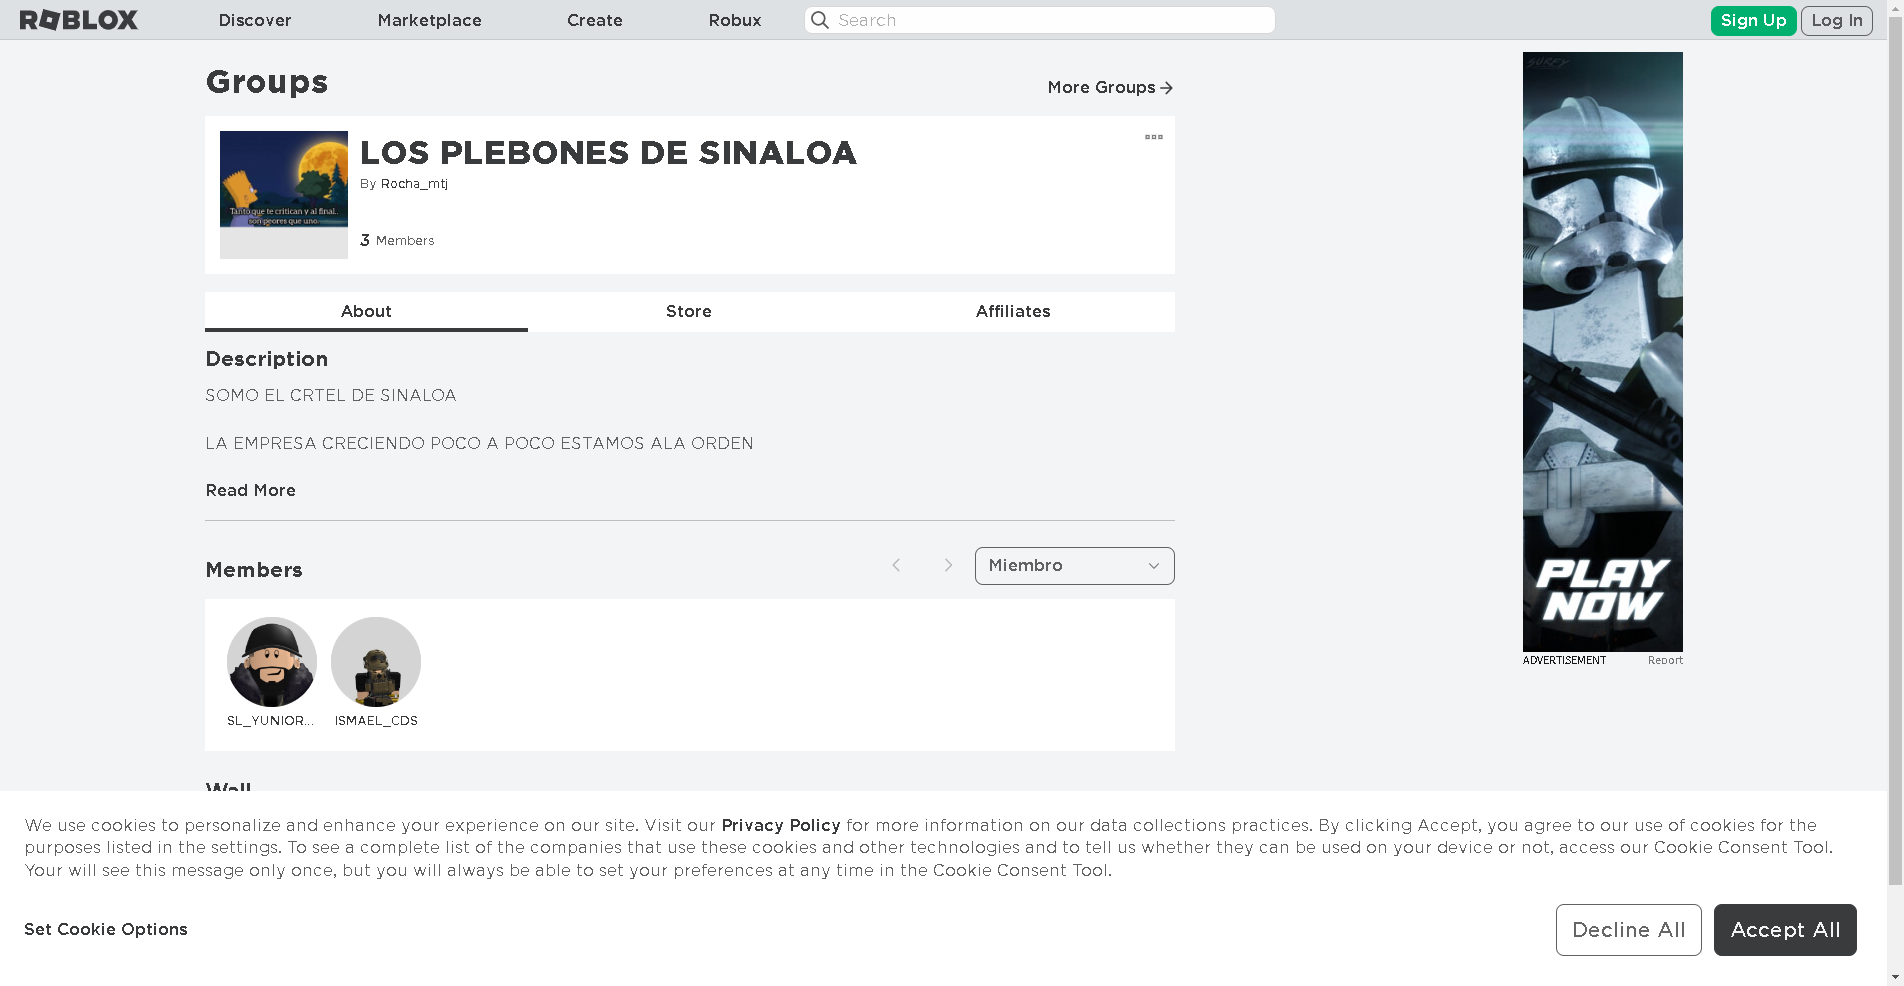 ROBLOX
Discover
Marketplace
Create
Robux
Search
Sign Up
Log In
Groups
More Groups
LOS PLEBONES DE SINALOA
By Rocha_mtj
3 Members
Tanto que te critican y al final..
son peores que uno.
About
Store
Affiliates
Description
SOMO EL CRTEL DE SINALOA
LA EMPRESA CRECIENDO POCO A POCO ESTAMOS ALA ORDEN
Read More
Members
Miembro
SL_YUNIOR...
ISMAEL_CDS
Wall
SUREY
PLAY
NOW
ADVERTISEMENT
Report
We use cookies to personalize and enhance your experience on our site. Visit our Privacy Policy for more information on our data collections practices. By clicking Accept, you agree to our use of cookies for the
purposes listed in the settings. To see a complete list of the companies that use these cookies and other technologies and to tell us whether they can be used on your device or not, access our Cookie Consent Tool.
Your will see this message only once, but you will always be able to set your preferences at any time in the Cookie Consent Tool.
Set Cookie Options
Decline All
Accept All